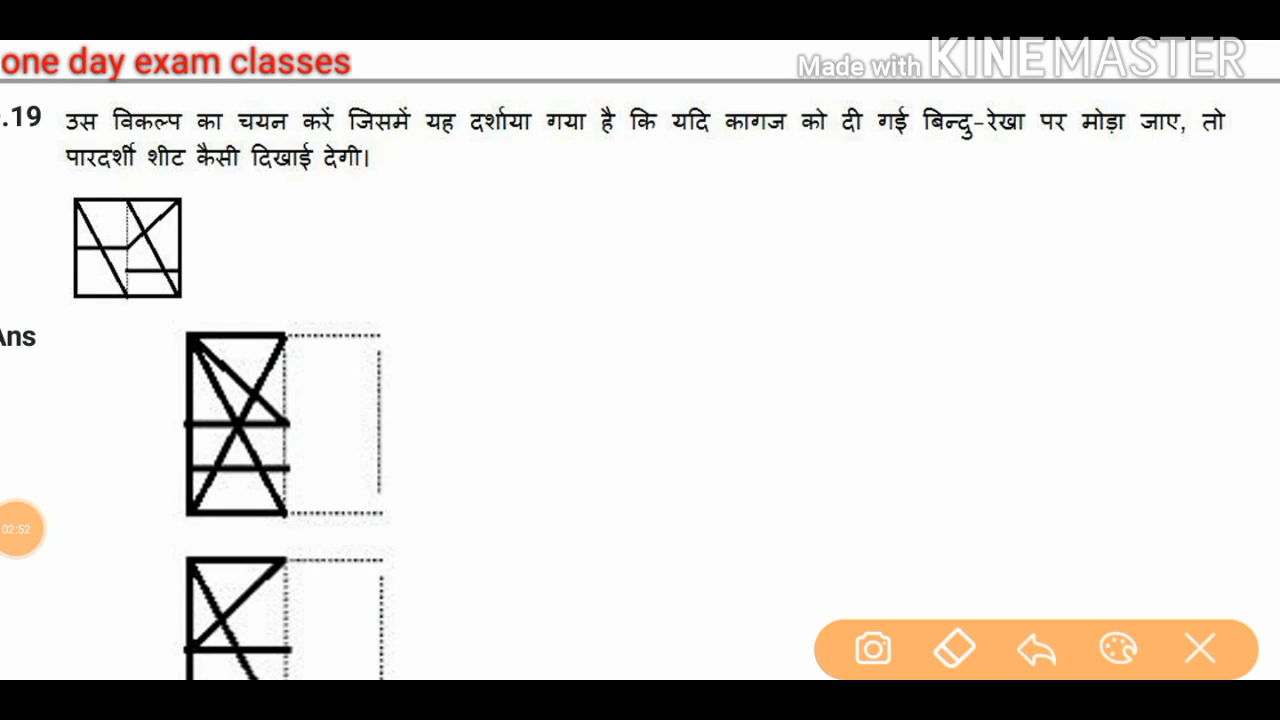 one day exam classes
Made with KINEMASTER
.19 उस विकल्प का चयन करें जिसमें यह दर्शाया गया है कि यदि कागज को दी गई बिन्दु-रेखा पर मोड़ा जाए, तो
पारदर्शी शीट कैसी दिखाई देगी।
Ans
02:52